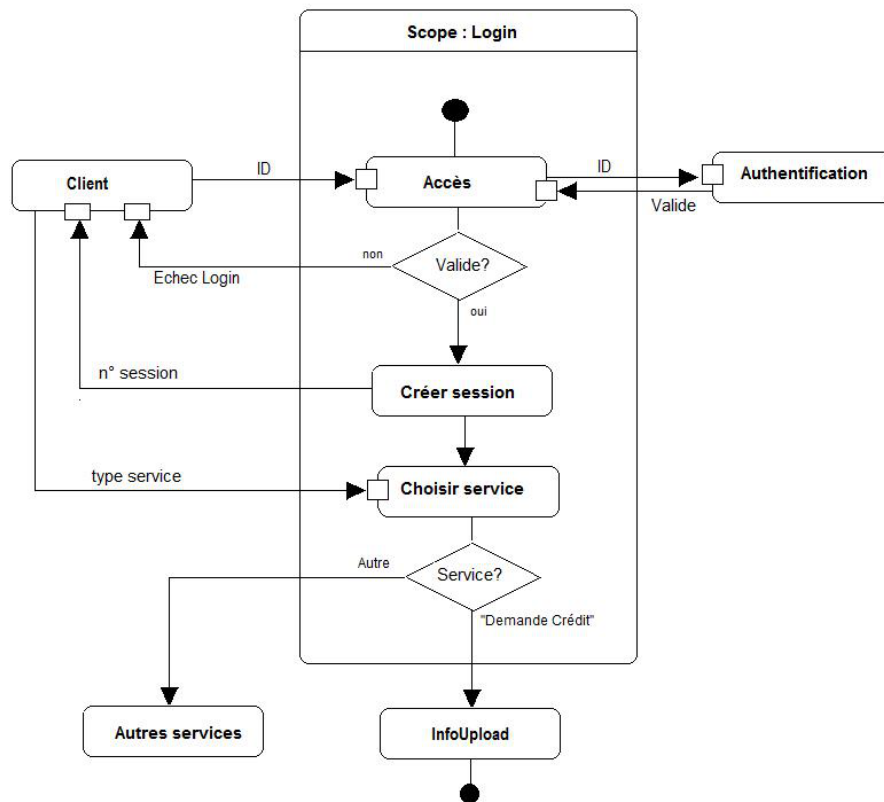 Scope : Login
Client
ID
Accès
ID
Authentification
Valide
non
Valide?
Echec Login
oui
n° session
Créer session
type service
Choisir service
Autre
Service?
"Demande Crédit"
Autres services
InfoUpload